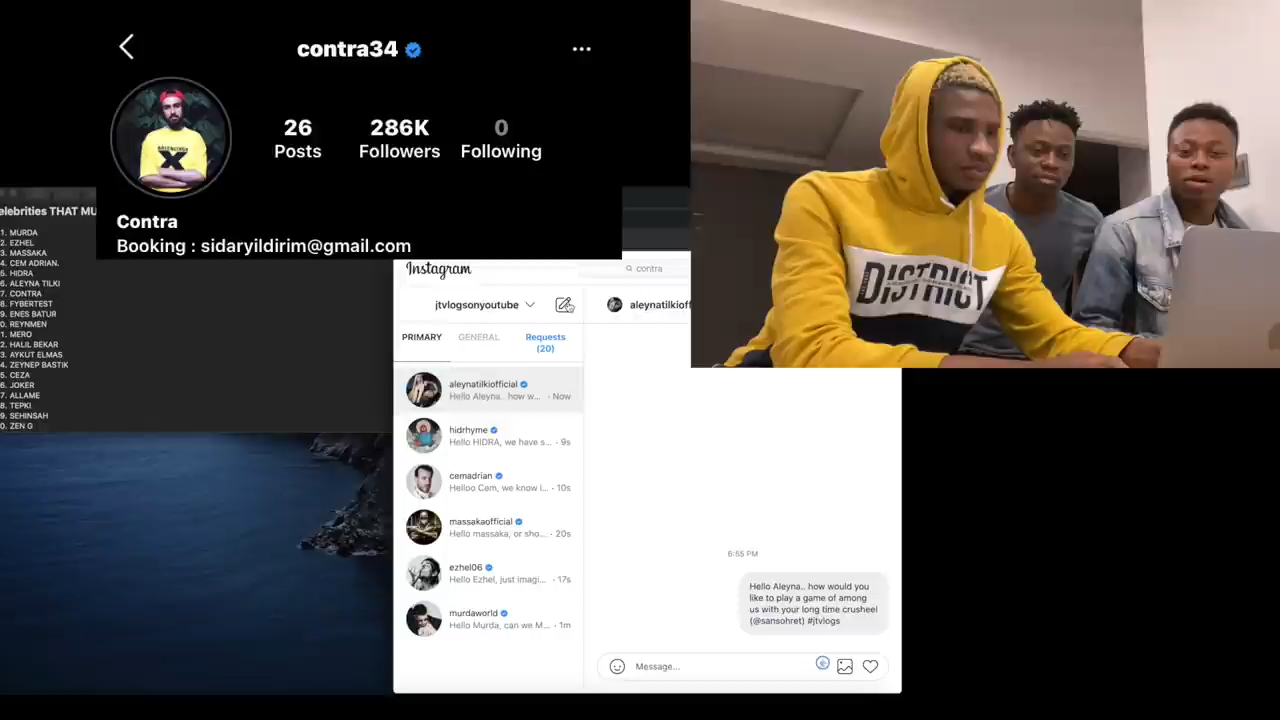 contra34
26 286K 0
Posts Followers Following
Contra
Booking : sidaryildirim@gmail.com
elebrities THAT MU
1. MURDA
2. EZHEL
3. MASSAKA
4. CEM ADRIAN.
5. HIDRA
6. ALEYNA TILKI
7. CONTRA
8. FYBERTEST
9. ENES BATUR
0. REYNMEN
1. MERO
2. HALIL BEKAR
3. AYKUT ELMAS
4. ZEYNEP BASTIK
5. CEZA
6. JOKER
7. ALLAME
8. TEPKI
9. SEHINSAH
0. ZEN G
Instagram
contra
jtvlogsonyoutube
aleynatilkioff
PRIMARY GENERAL Requests
(20)
aleynatilkiofficial
Hello Aleyna.. how w... · Now
hidrhyme
Hello HIDRA, we have s... · 9s
cemadrian
Helloo Cem, we know i... · 10s
massakaofficial
Hello massaka, or sho... · 20s
ezhel06
Hello Ezhel, just imagi... · 17s
murdaworld
Hello Murda, can we M... · 1m
6:55 PM
Hello Aleyna.. how would you
like to play a game of among
us with your long time crusheel
(@sansohret) #jtvlogs
Message...
DISTRICT